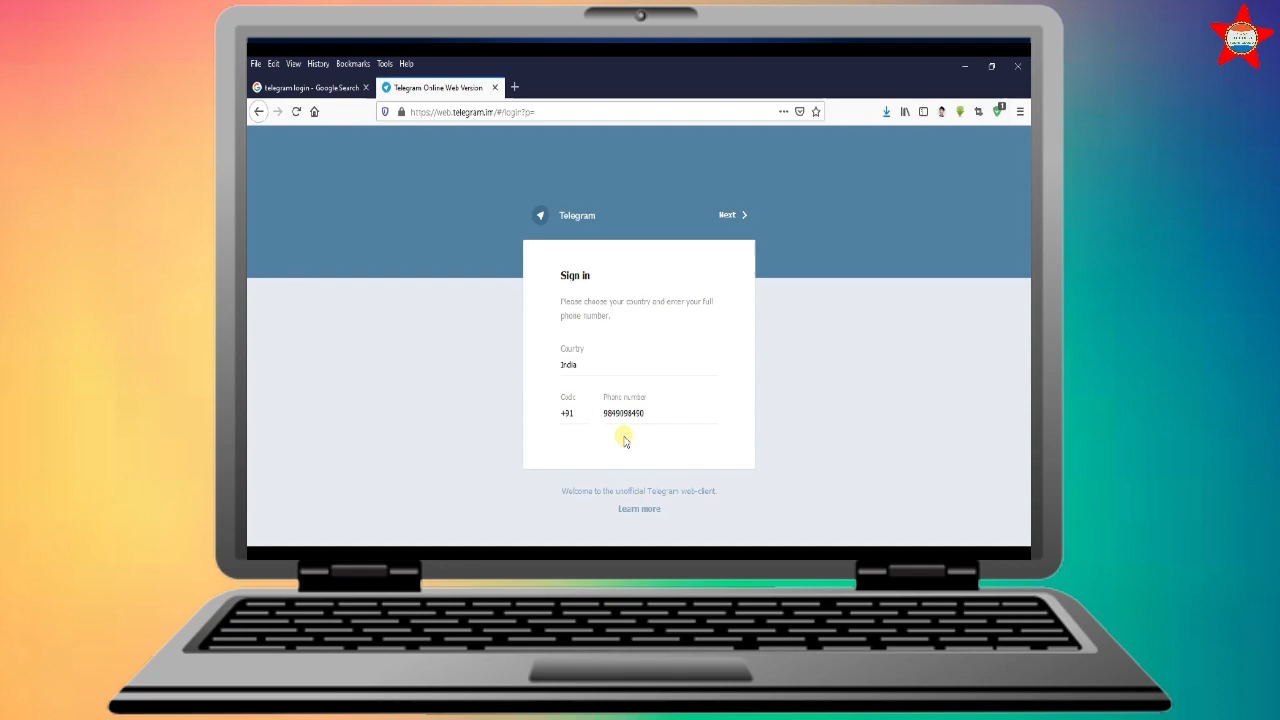 File Edit View History Bookmarks Tools Help
telegram login - Google Search
Telegram Online Web Version
https://web.telegram.im/#/login?p=
1
Telegram
Next
Sign in
Please choose your country and enter your full
phone number.
Country
India
Code
Phone number
+91
9849098490
Welcome to the unofficial Telegram web-client.
Learn more